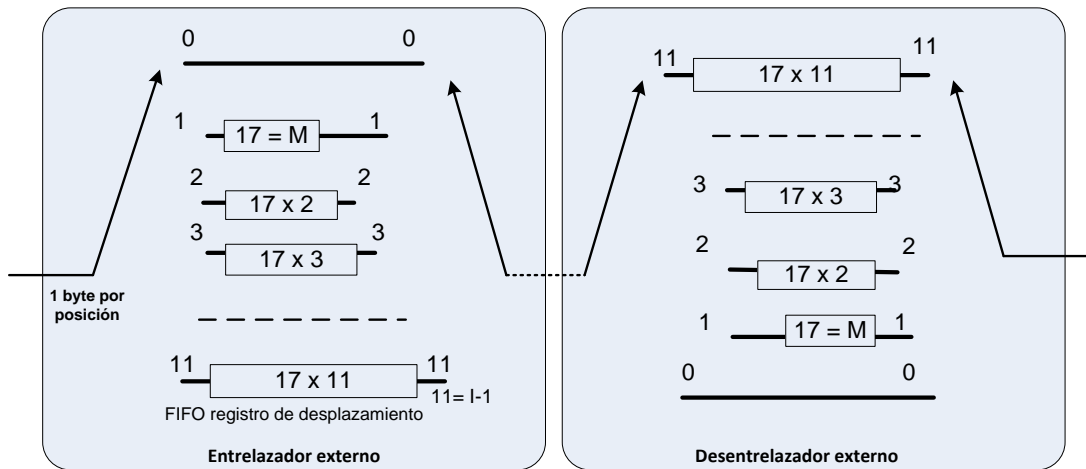 0 0
1 17 = M 1
2 17 x 2 2
3 17 x 3 3
1 byte por
posición
11 17 x 11 11
11= I-1
FIFO registro de desplazamiento
Entrelazador externo
11 17 x 11 11
3 17 x 3 3
2 17 x 2 2
1 17 = M 1
0 0
Desentrelazador externo